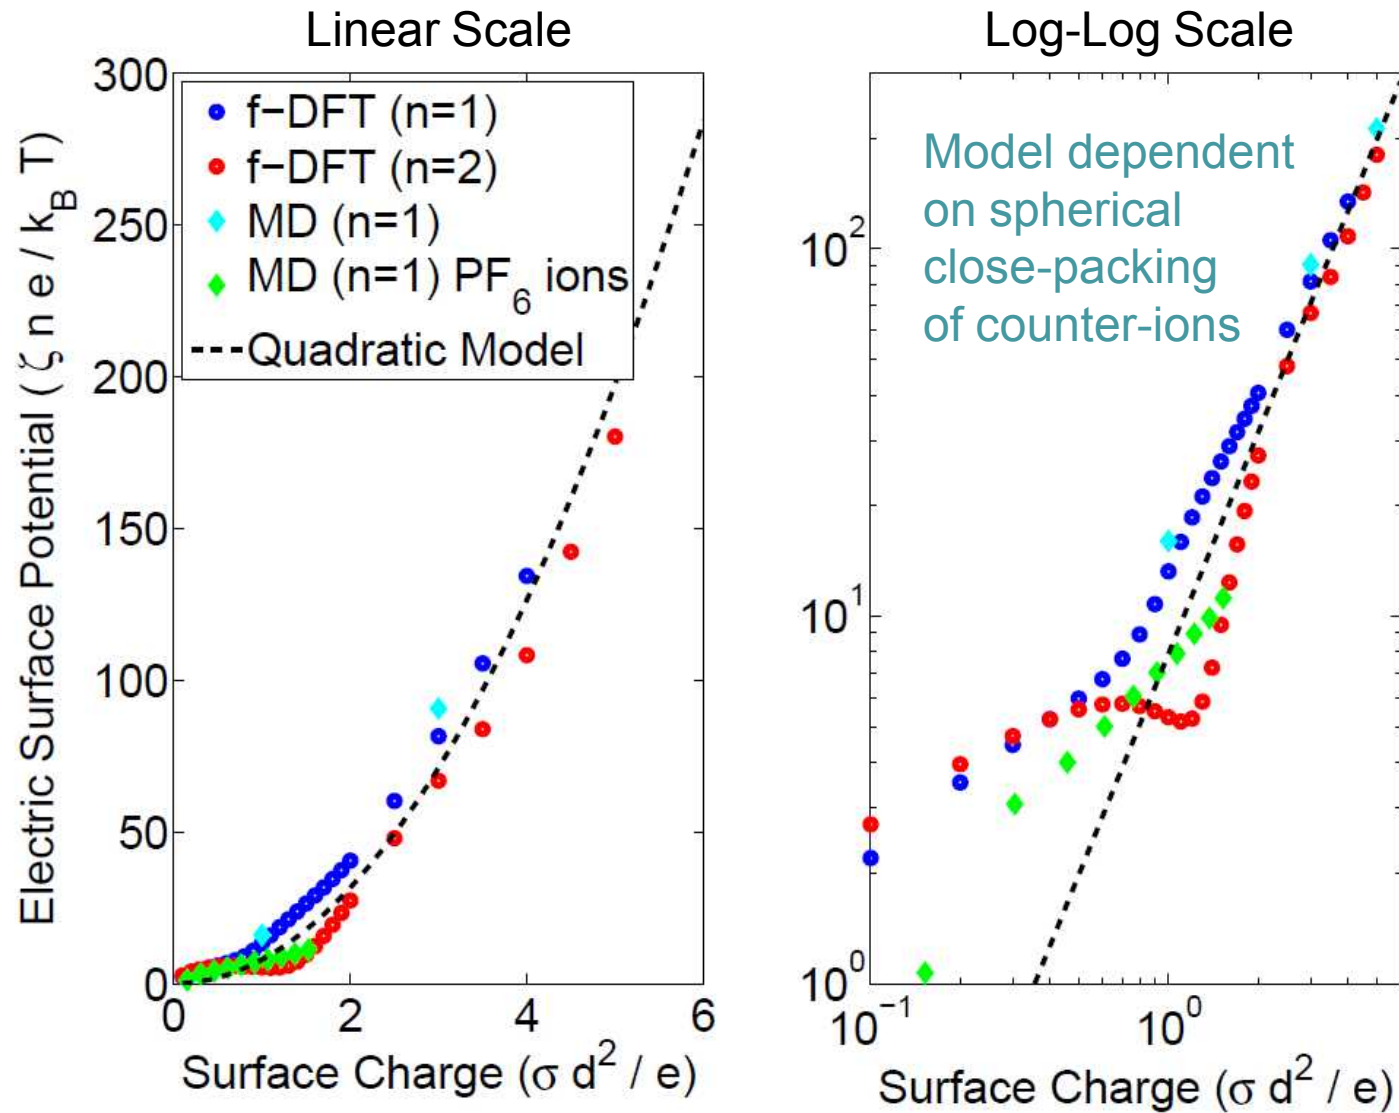 Linear Scale
Electric Surface Potential ( ζ n e / k_B T)
300
250
200
150
100
50
0
f−DFT (n=1)
f−DFT (n=2)
MD (n=1)
MD (n=1) PF_6 ions
Quadratic Model
0 2 4 6
Surface Charge (σ d^2 / e)
Log-Log Scale
Model dependent
on spherical
close-packing
of counter-ions
10^2
10^1
10^0
10^−1 10^0
Surface Charge (σ d^2 / e)